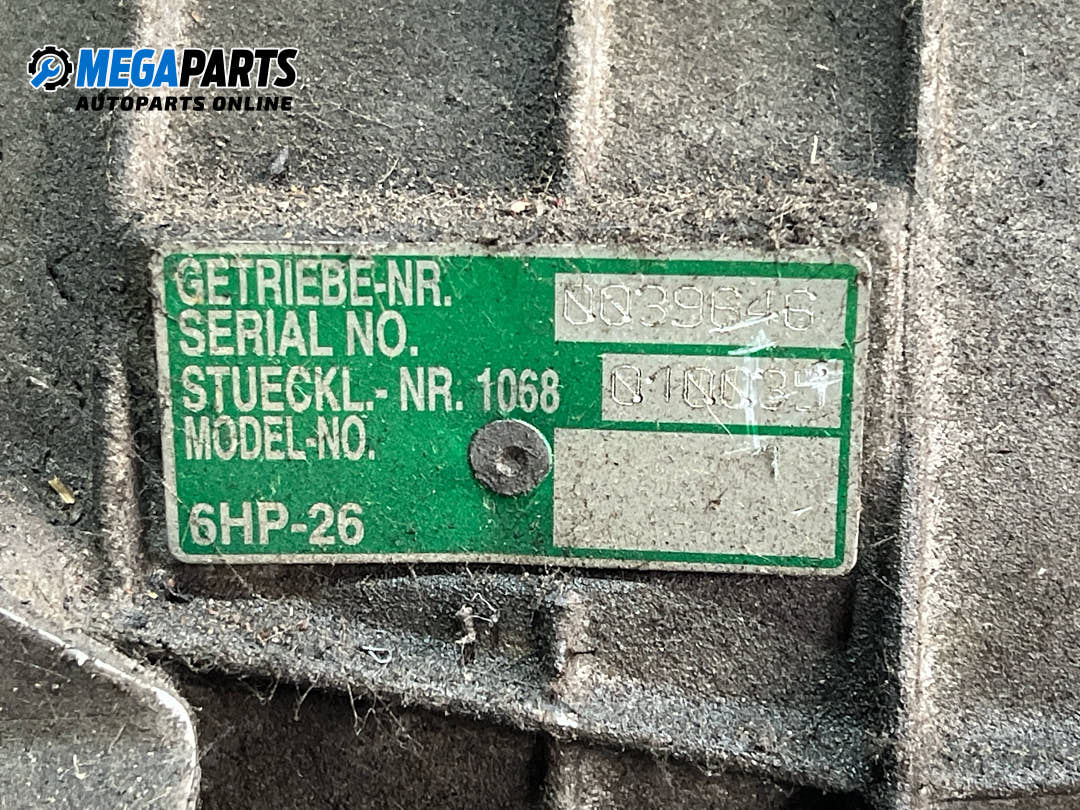 MEGAPARTS
AUTOPARTS ONLINE
GETRIEBE-NR. 0039646
SERIAL NO.
STUECKL.- NR. 1068
MODEL-NO.
6HP-26